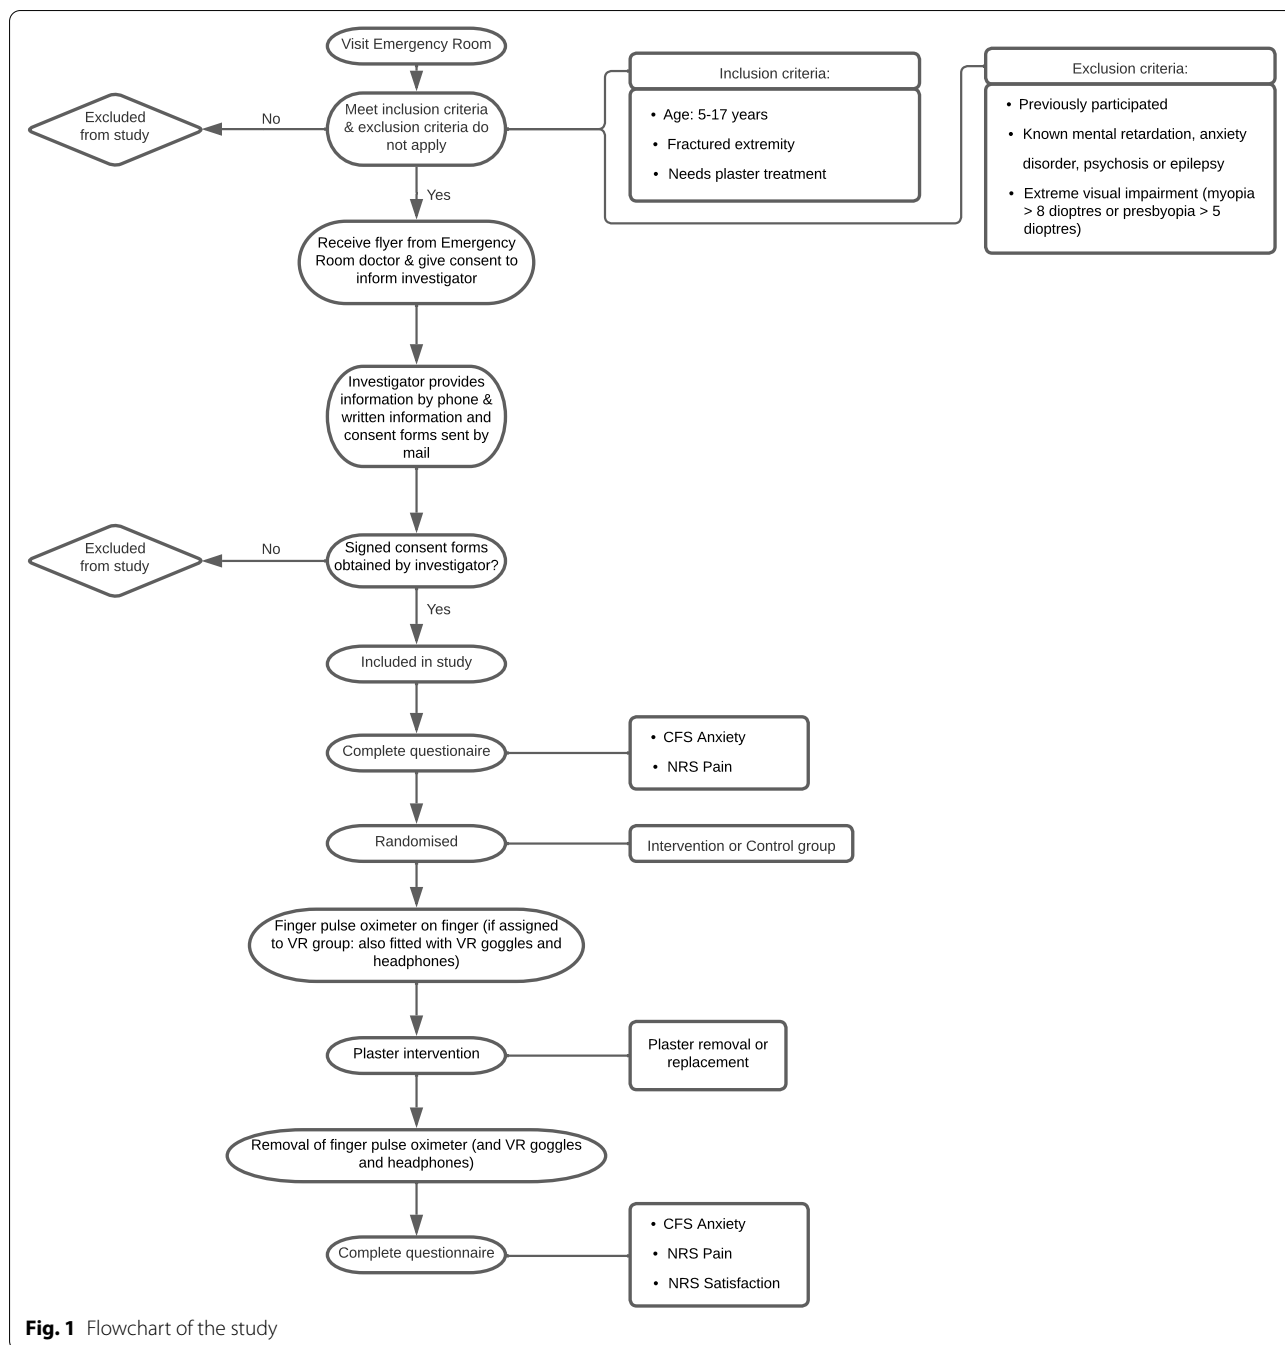 Visit Emergency Room
Meet inclusion criteria
& exclusion criteria do
not apply
No
Excluded
from study
Inclusion criteria:
• Age: 5-17 years
• Fractured extremity
• Needs plaster treatment
Exclusion criteria:
• Previously participated
• Known mental retardation, anxiety
disorder, psychosis or epilepsy
• Extreme visual impairment (myopia
> 8 dioptres or presbyopia > 5
dioptres)
Yes
Receive flyer from Emergency
Room doctor & give consent to
inform investigator
Investigator provides
information by phone &
written information and
consent forms sent by
mail
Signed consent forms
obtained by investigator?
No
Excluded
from study
Yes
Included in study
Complete questionaire
• CFS Anxiety
• NRS Pain
Randomised
Intervention or Control group
Finger pulse oximeter on finger (if assigned
to VR group: also fitted with VR goggles and
headphones)
Plaster intervention
Plaster removal or
replacement
Removal of finger pulse oximeter (and VR goggles
and headphones)
Complete questionnaire
• CFS Anxiety
• NRS Pain
• NRS Satisfaction
Fig. 1 Flowchart of the study